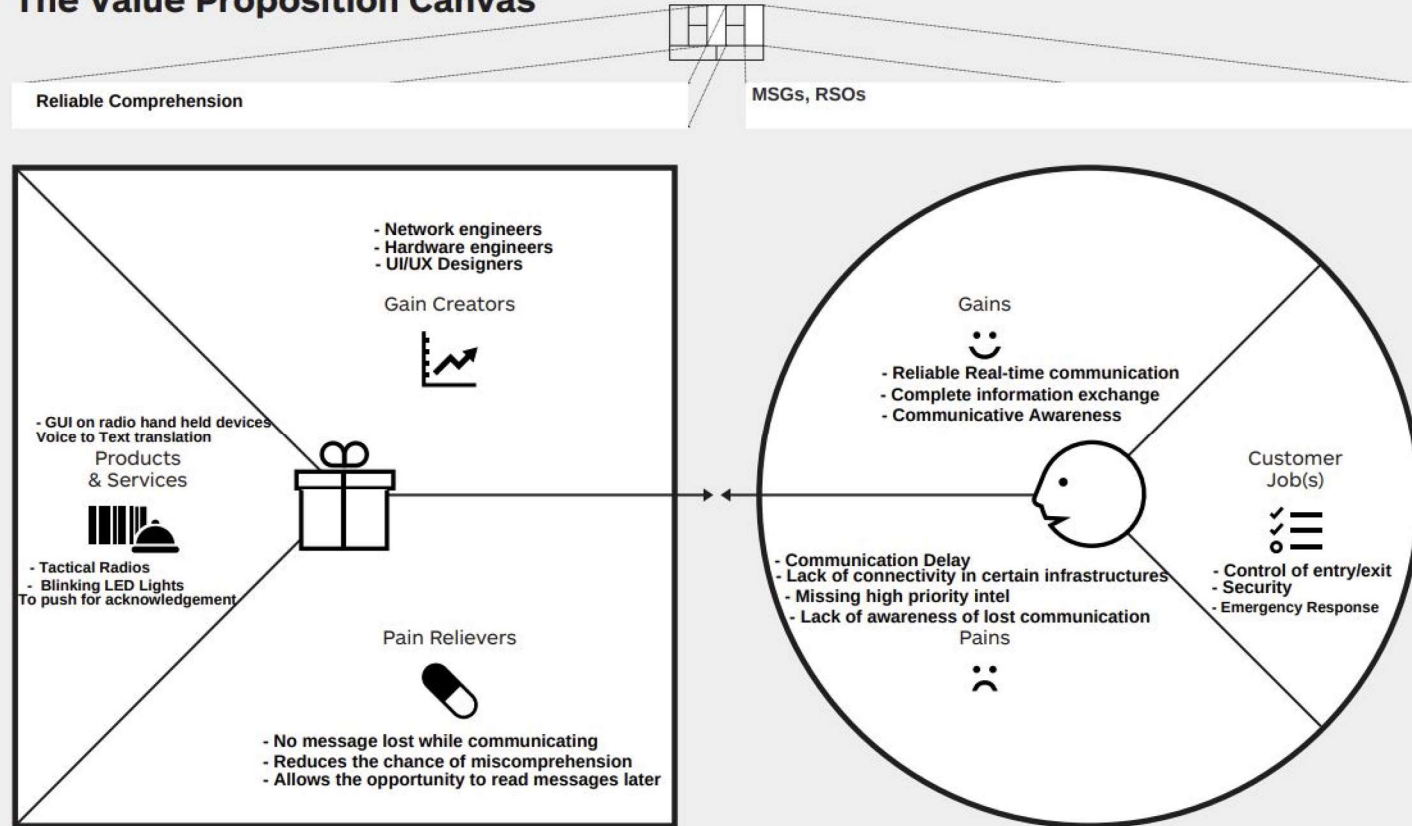 The Value Proposition Canvas
Reliable Comprehension
MSGs, RSOs
- Network engineers
- Hardware engineers
- UI/UX Designers
Gain Creators
- GUI on radio hand held devices
Voice to Text translation
Products
& Services
- Tactical Radios
- Blinking LED Lights
To push for acknowledgement
Pain Relievers
- No message lost while communicating
- Reduces the chance of miscomprehension
- Allows the opportunity to read messages later
Gains
- Reliable Real-time communication
- Complete information exchange
- Communicative Awareness
Customer
Job(s)
- Control of entry/exit
- Security
- Emergency Response
- Communication Delay
- Lack of connectivity in certain infrastructures
- Missing high priority intel
- Lack of awareness of lost communication
Pains